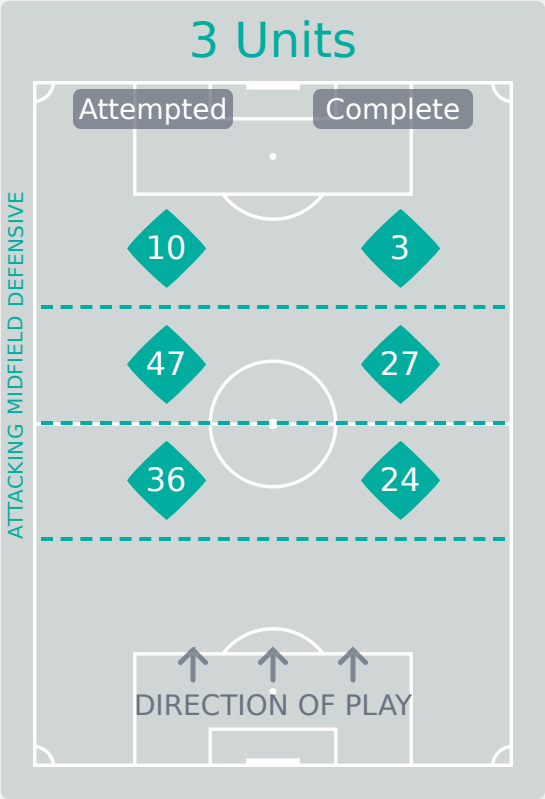 3 Units
Attempted Complete
10 3
47 27
36 24
ATTACKING MIDFIELD DEFENSIVE
DIRECTION OF PLAY